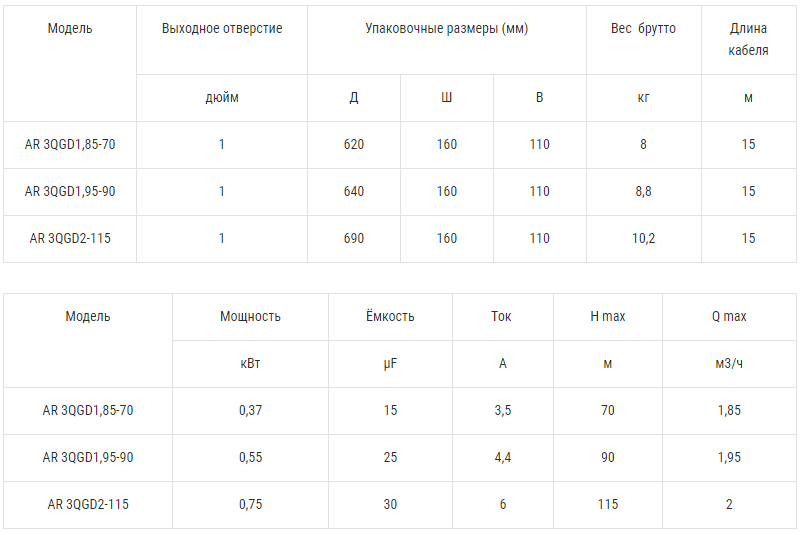 Модель Выходное отверстие Упаковочные размеры (мм) Вес брутто Длина
кабеля
дюйм Д Ш В кг м
AR 3QGD1,85-70 1 620 160 110 8 15
AR 3QGD1,95-90 1 640 160 110 8,8 15
AR 3QGD2-115 1 690 160 110 10,2 15
Модель Мощность Ёмкость Ток H max Q max
кВт µF А м м3/ч
AR 3QGD1,85-70 0,37 15 3,5 70 1,85
AR 3QGD1,95-90 0,55 25 4,4 90 1,95
AR 3QGD2-115 0,75 30 6 115 2